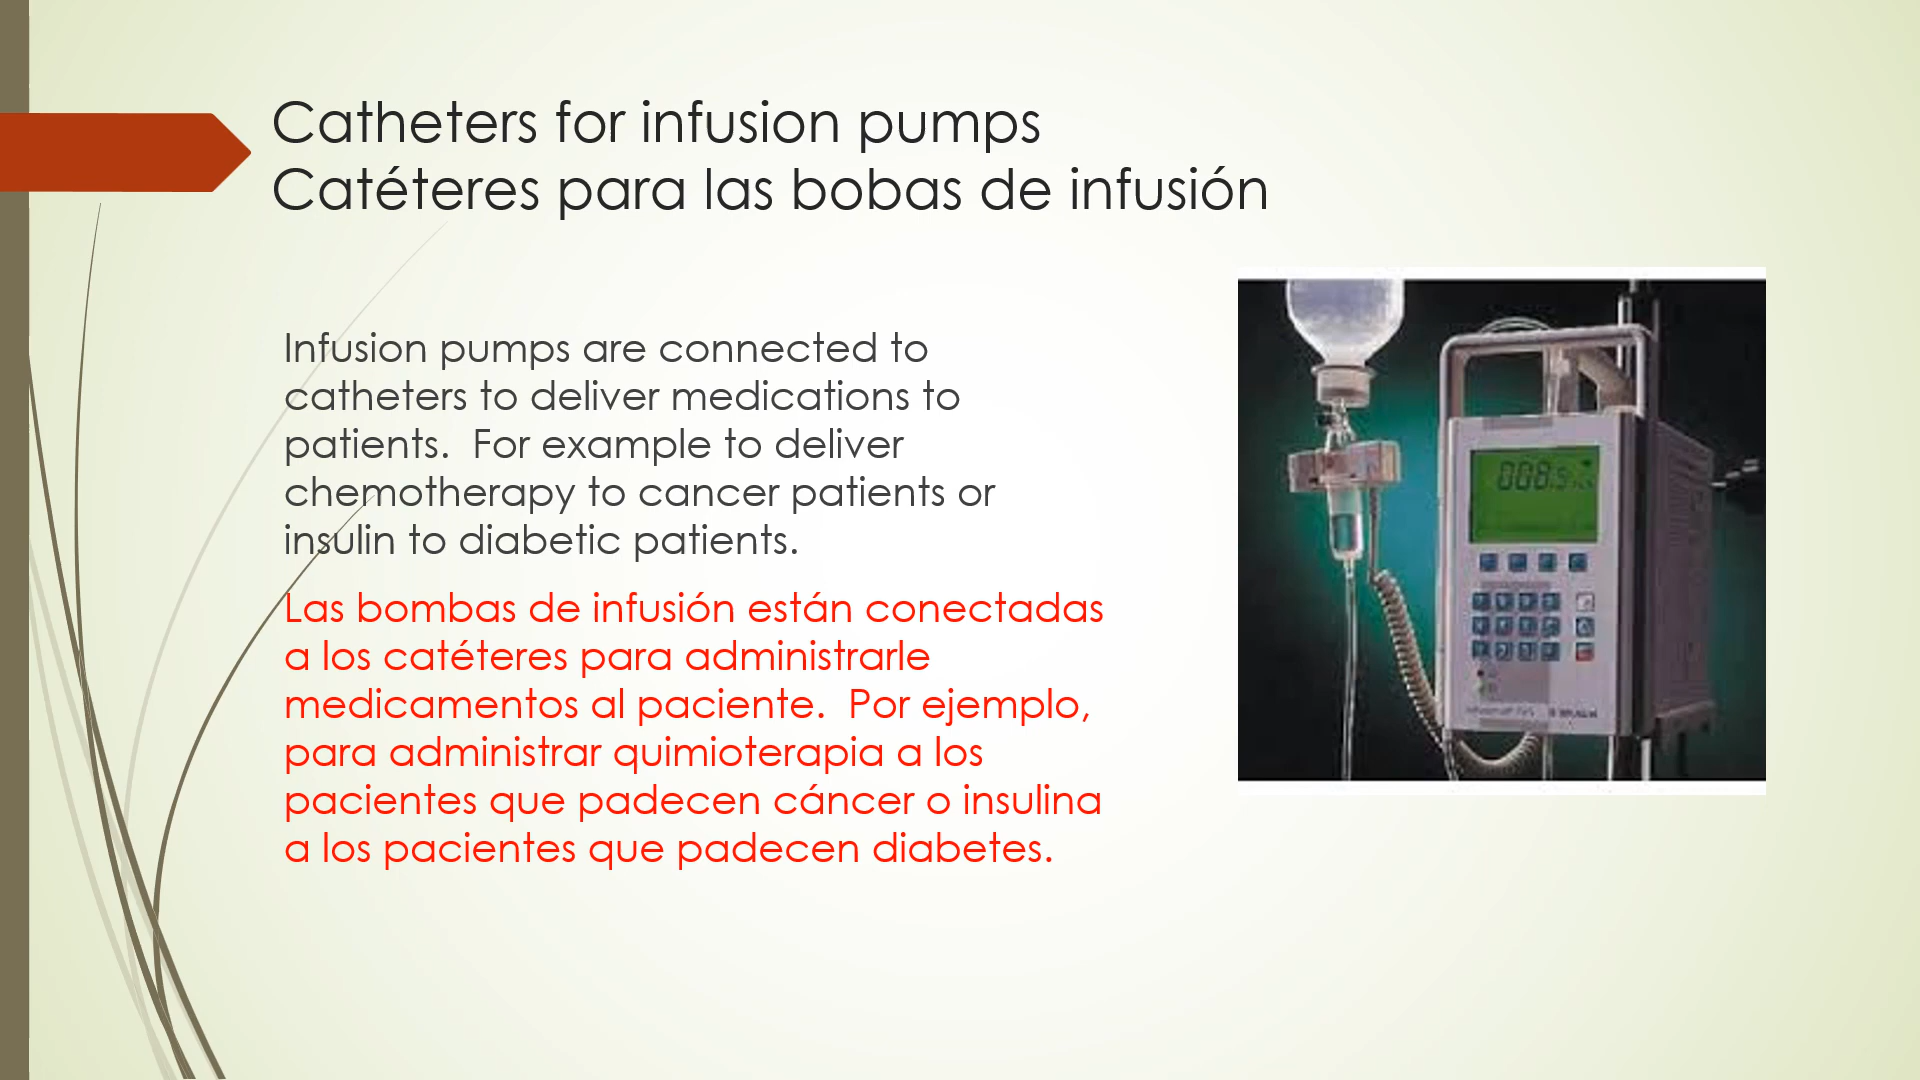 Catheters for infusion pumps
Catéteres para las bobas de infusión
Infusion pumps are connected to
catheters to deliver medications to
patients.  For example to deliver
chemotherapy to cancer patients or
insulin to diabetic patients.
Las bombas de infusión están conectadas
a los catéteres para administrarle
medicamentos al paciente.  Por ejemplo,
para administrar quimioterapia a los
pacientes que padecen cáncer o insulina
a los pacientes que padecen diabetes.
008.5